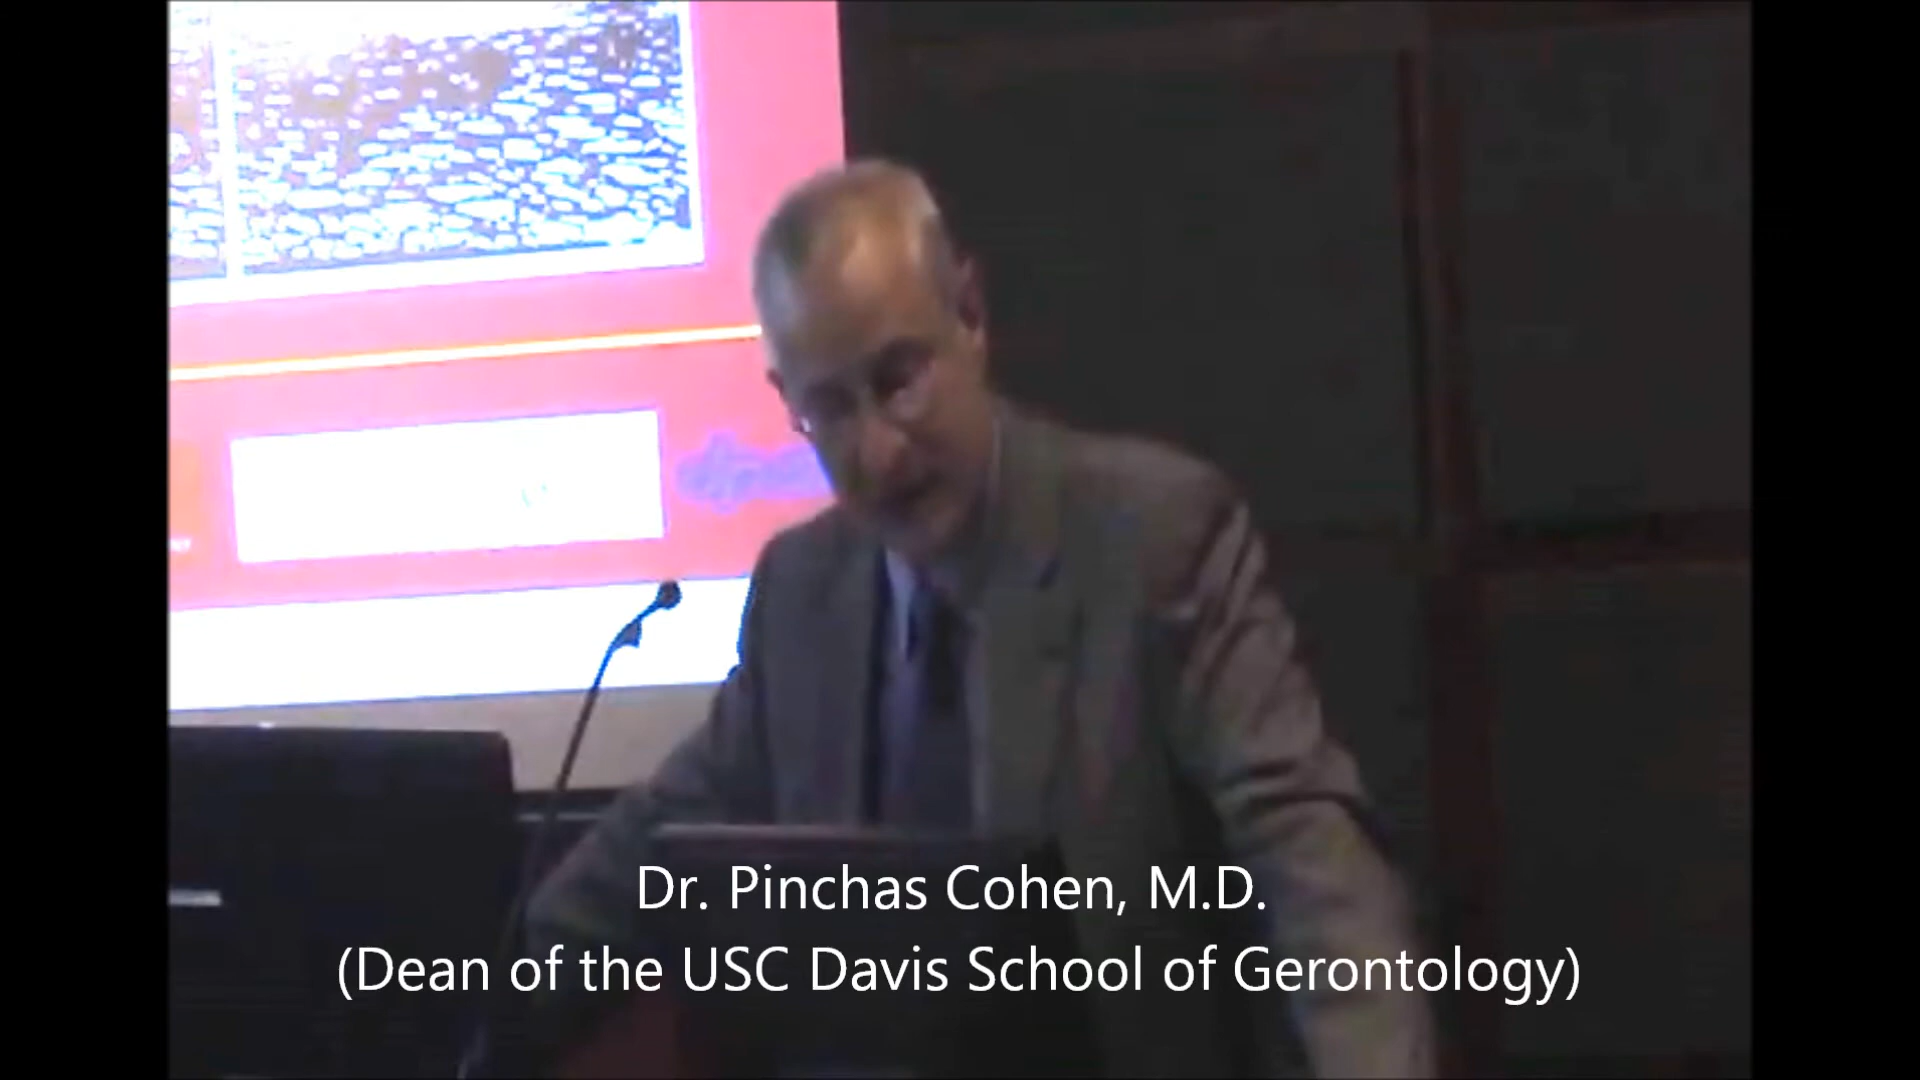 Dr. Pinchas Cohen, M.D.
(Dean of the USC Davis School of Gerontology)